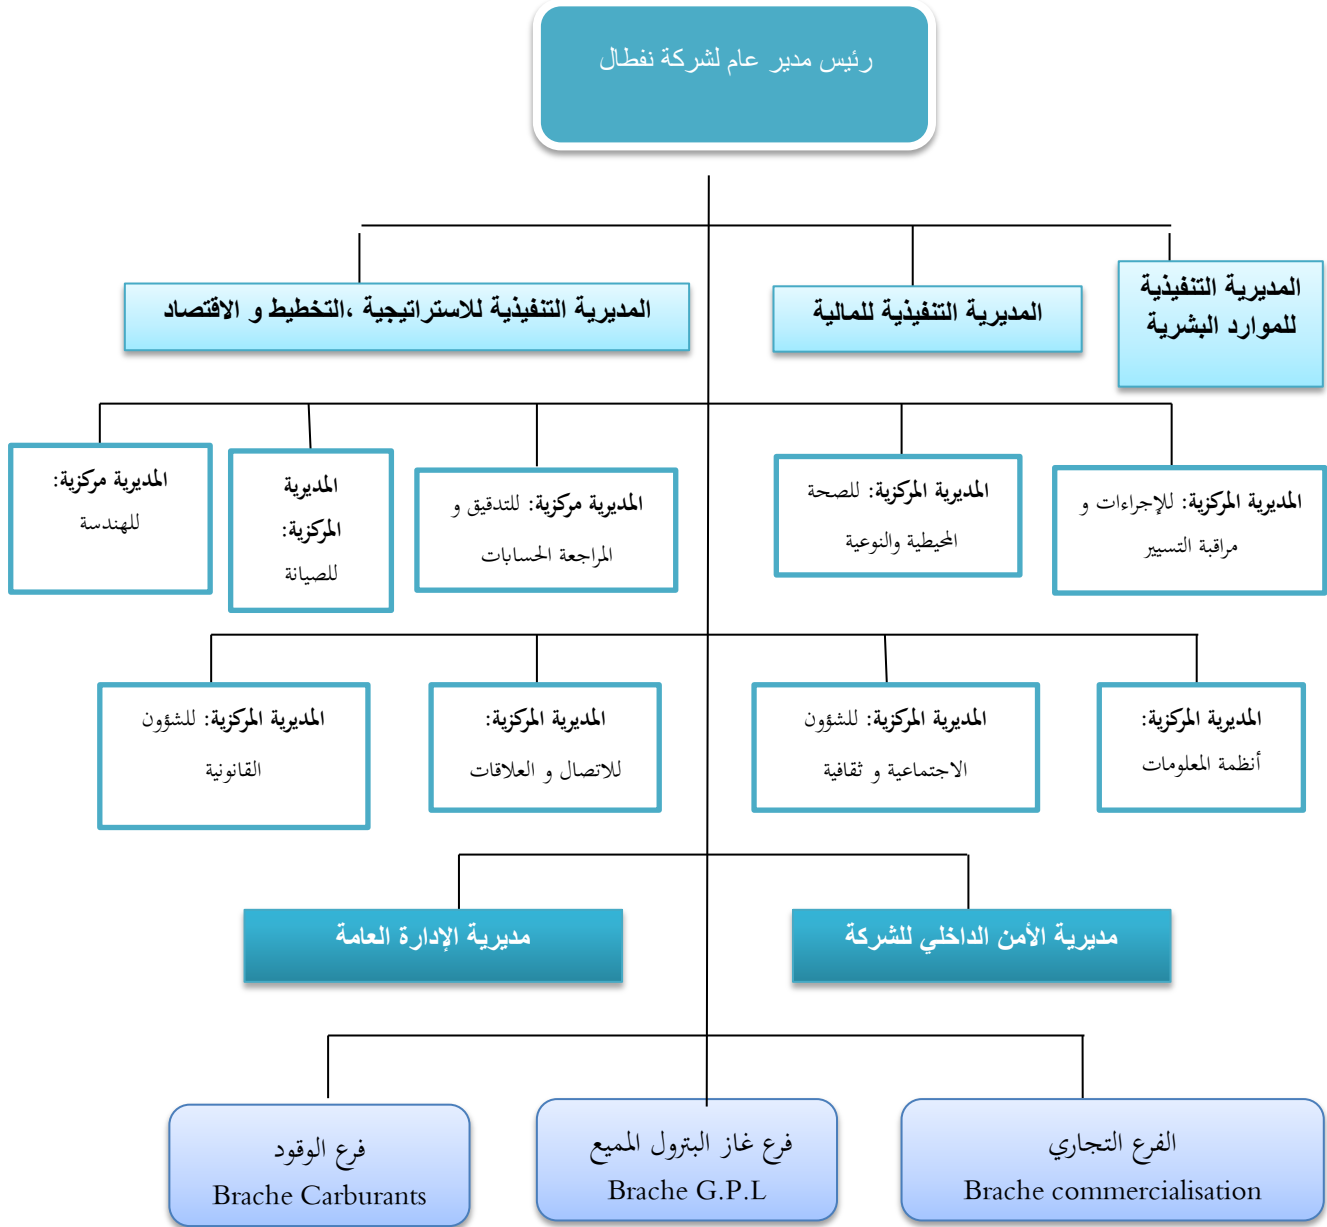 رئيس مدير عام لشركة نفطال
المديرية التنفيذية
للموارد البشرية
المديرية التنفيذية للمالية
المديرية التنفيذية للاستراتيجية ،التخطيط و الاقتصاد
المديرية المركزية: للإجراءات و
مراقبة التسيير
المديرية المركزية: للصحة
المحيطية والنوعية
المديرية مركزية: للتدقيق و
المراجعة الحسابات
المديرية
المركزية:
للصيانة
المديرية مركزية:
للهندسة
المديرية المركزية:
أنظمة المعلومات
المديرية المركزية: للشؤون
الاجتماعية و ثقافية
المديرية المركزية:
للاتصال و العلاقات
المديرية المركزية: للشؤون
القانونية
مديرية الأمن الداخلي للشركة
مديرية الإدارة العامة
الفرع التجاري
Brache commercialisation
فرع غاز البترول المميع
Brache G.P.L
فرع الوقود
Brache Carburants